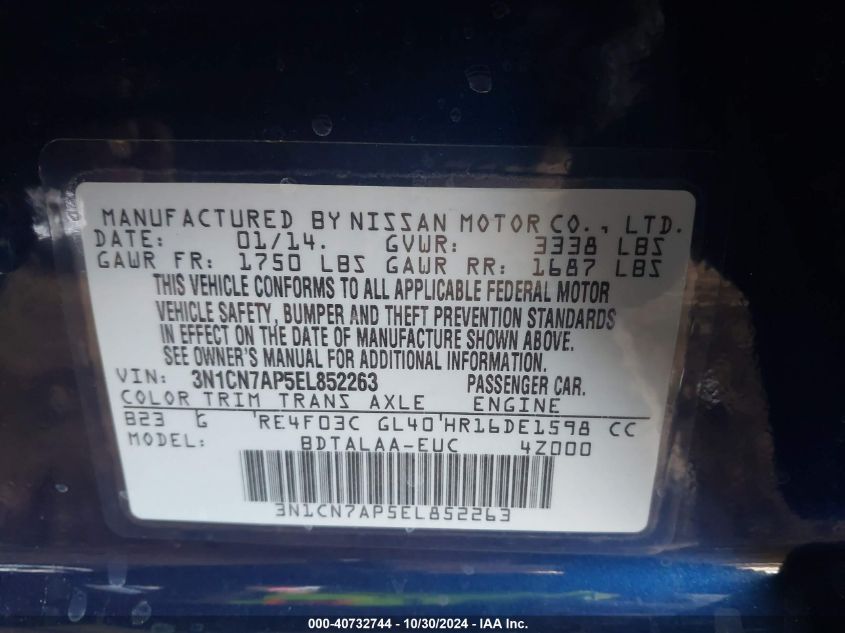 MANUFACTURED BY NISSAN MOTOR CO., LTD.
DATE: 01/14. GVWR: 3338 LBS
GAWR FR: 1750 LBS GAWR RR: 1687 LBS
THIS VEHICLE CONFORMS TO ALL APPLICABLE FEDERAL MOTOR
VEHICLE SAFETY, BUMPER AND THEFT PREVENTION STANDARDS
IN EFFECT ON THE DATE OF MANUFACTURE SHOWN ABOVE.
SEE OWNER'S MANUAL FOR ADDITIONAL INFORMATION.
VIN: 3N1CN7AP5EL852263 PASSENGER CAR.
COLOR TRIM TRANS AXLE ENGINE
B23 G 'RE4F03C GL40'HR16DE1598 CC
MODEL: BDTALAA-EUC 4Z000
3N1CN7AP5EL852263
000-40732744 - 10/30/2024 - IAA Inc.